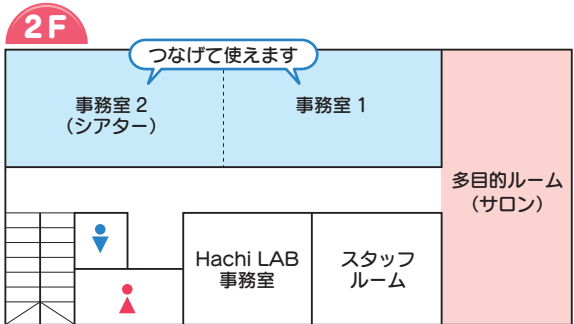 2F
つなげて使えます
事務室 2
（シアター）
事務室 1
多目的ルーム
（サロン）
Hachi LAB
事務室
スタッフ
ルーム